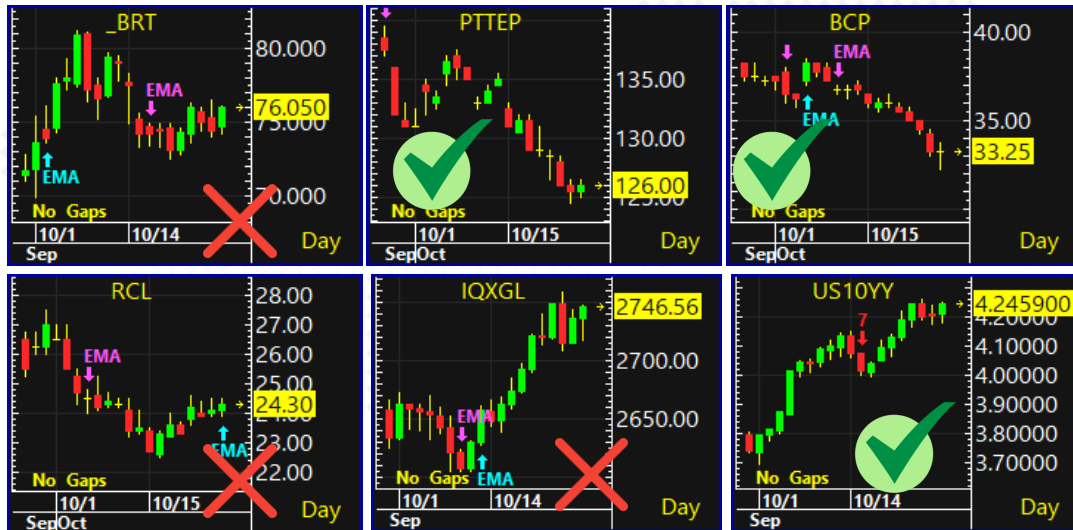 _BRT
80.000
EMA
76.050
75.000
EMA
70.000
No Gaps
10/1 10/14
Sep
Day
PTTEP
135.00
130.00
126.00
No Gaps
10/1 10/15
SepOct
Day
BCP
40.00
EMA
EMA
35.00
33.25
No Gaps
10/1 10/15
SepOct
Day
RCL
28.00
27.00
EMA
26.00
25.00
24.30
23.00
EMA
22.00
No Gaps
10/1 10/15
SepOct
Day
IQXGL
2746.56
2700.00
EMA
2650.00
EMA
No Gaps
10/1 10/14
Sep
Day
US10YY
4.245900
4.20000
7
4.10000
4.00000
3.90000
3.80000
3.70000
No Gaps
10/1 10/14
Sep
Day